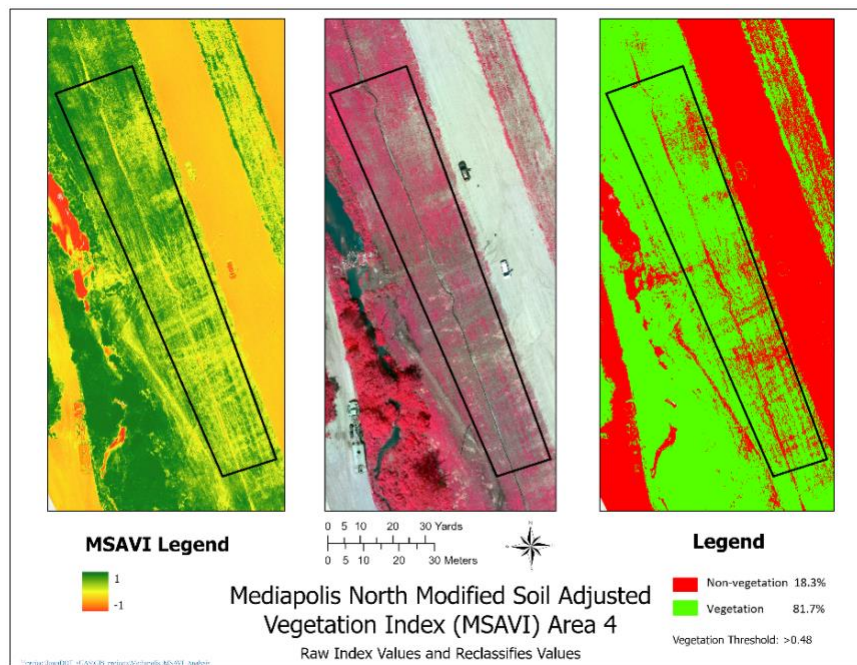 MSAVI Legend
1
-1
0 5 10 20 30 Yards
0 5 10 20 30 Meters
N
Mediapolis North Modified Soil Adjusted
Vegetation Index (MSAVI) Area 4
Raw Index Values and Reclassifies Values
Legend
Non-vegetation 18.3%
Vegetation 81.7%
Vegetation Threshold: >0.48